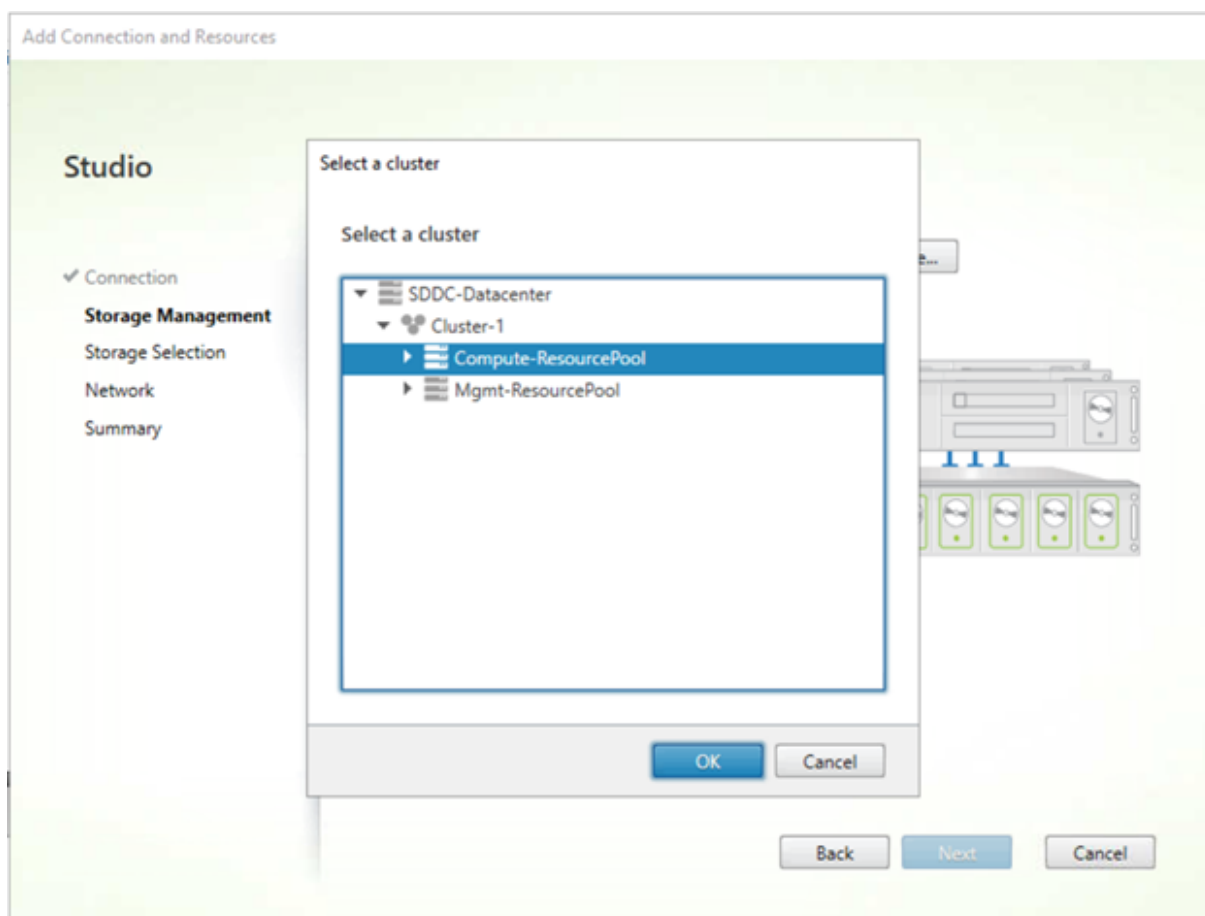 Add Connection and Resources
Studio
Connection
Storage Management
Storage Selection
Network
Summary
Select a cluster
Select a cluster
SDDC-Datacenter
Cluster-1
Compute-ResourcePool
Mgmt-ResourcePool
OK
Cancel
Back
Next
Cancel